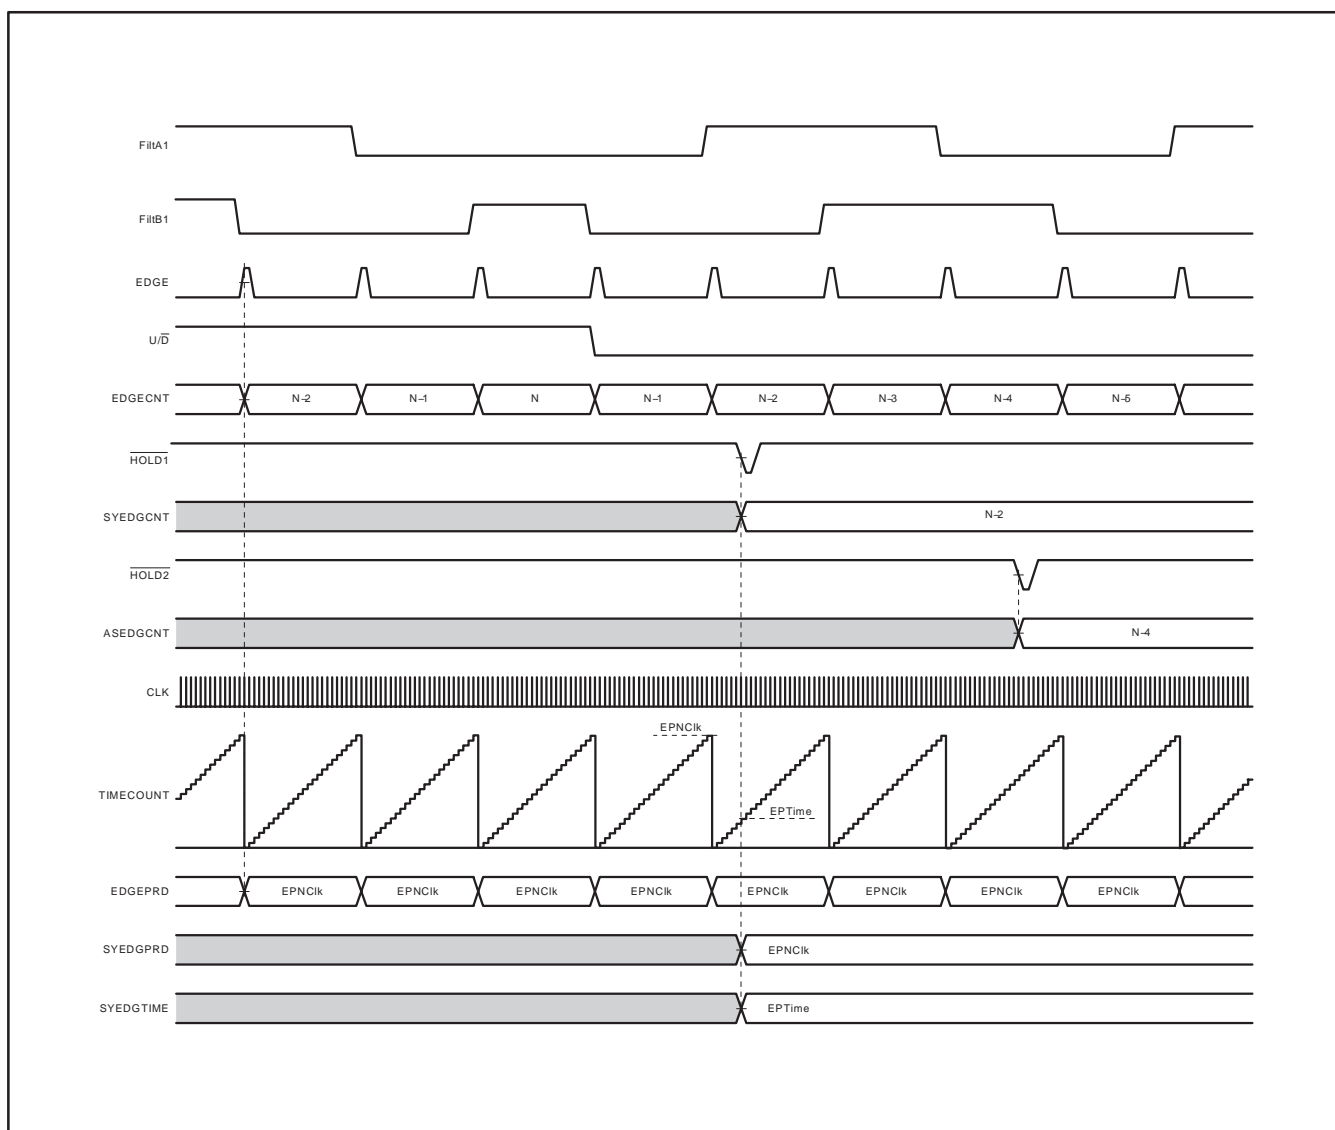 FiltA1
FiltB1
EDGE
U/D̅
EDGECNT N–2 N–1 N N–1 N–2 N–3 N–4 N–5
HOLD1
SYEDGCNT N–2
HOLD2
ASEDGCNT N–4
CLK
EPNClk
TIMECOUNT
EPTime
EDGEPRD EPNClk EPNClk EPNClk EPNClk EPNClk EPNClk EPNClk EPNClk
SYEDGPRD EPNClk
SYEDGTIME EPTime